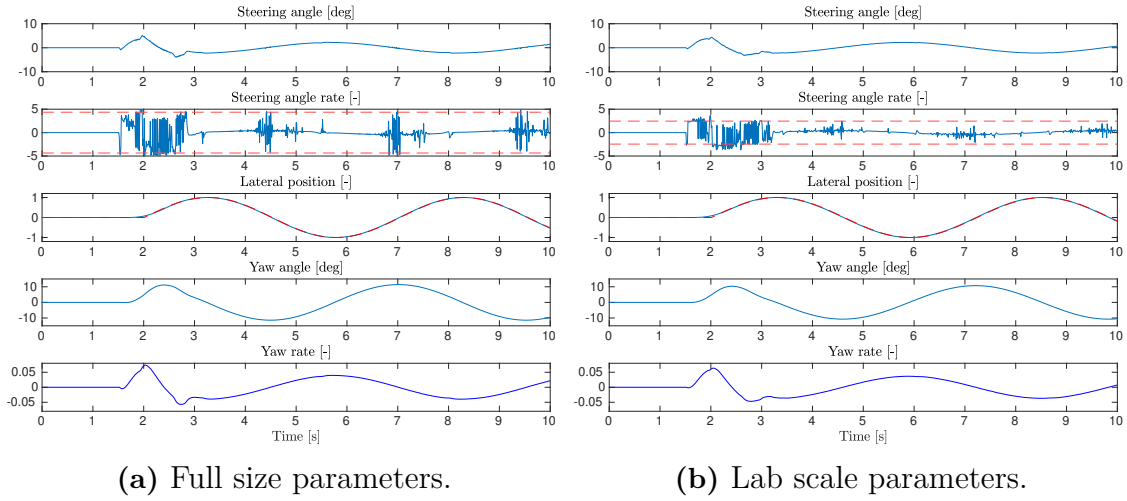 Steering angle [deg]
10
0
-10
0 1 2 3 4 5 6 7 8 9 10
Steering angle rate [-]
5
0
-5
0 1 2 3 4 5 6 7 8 9 10
Lateral position [-]
1
0
-1
0 1 2 3 4 5 6 7 8 9 10
Yaw angle [deg]
10
0
-10
0 1 2 3 4 5 6 7 8 9 10
Yaw rate [-]
0.05
0
-0.05
0 1 2 3 4 5 6 7 8 9 10
Time [s]
(a) Full size parameters.
Steering angle [deg]
10
0
-10
0 1 2 3 4 5 6 7 8 9 10
Steering angle rate [-]
5
0
-5
0 1 2 3 4 5 6 7 8 9 10
Lateral position [-]
1
0
-1
0 1 2 3 4 5 6 7 8 9 10
Yaw angle [deg]
10
0
-10
0 1 2 3 4 5 6 7 8 9 10
Yaw rate [-]
0.05
0
-0.05
0 1 2 3 4 5 6 7 8 9 10
Time [s]
(b) Lab scale parameters.